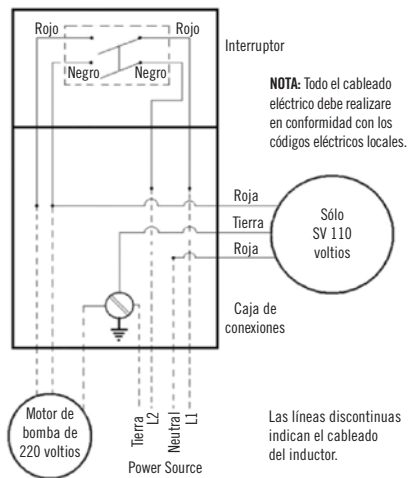 Rojo
Rojo
Negro
Negro
Interruptor
NOTA: Todo el cableado
eléctrico debe realizare
en conformidad con los
códigos eléctricos locales.
Roja
Tierra
Roja
Sólo
SV 110
voltios
Caja de
conexiones
Motor de
bomba de
220 voltios
Tierra
L2
Neutral
L1
Power Source
Las líneas discontinuas
indican el cableado
del inductor.